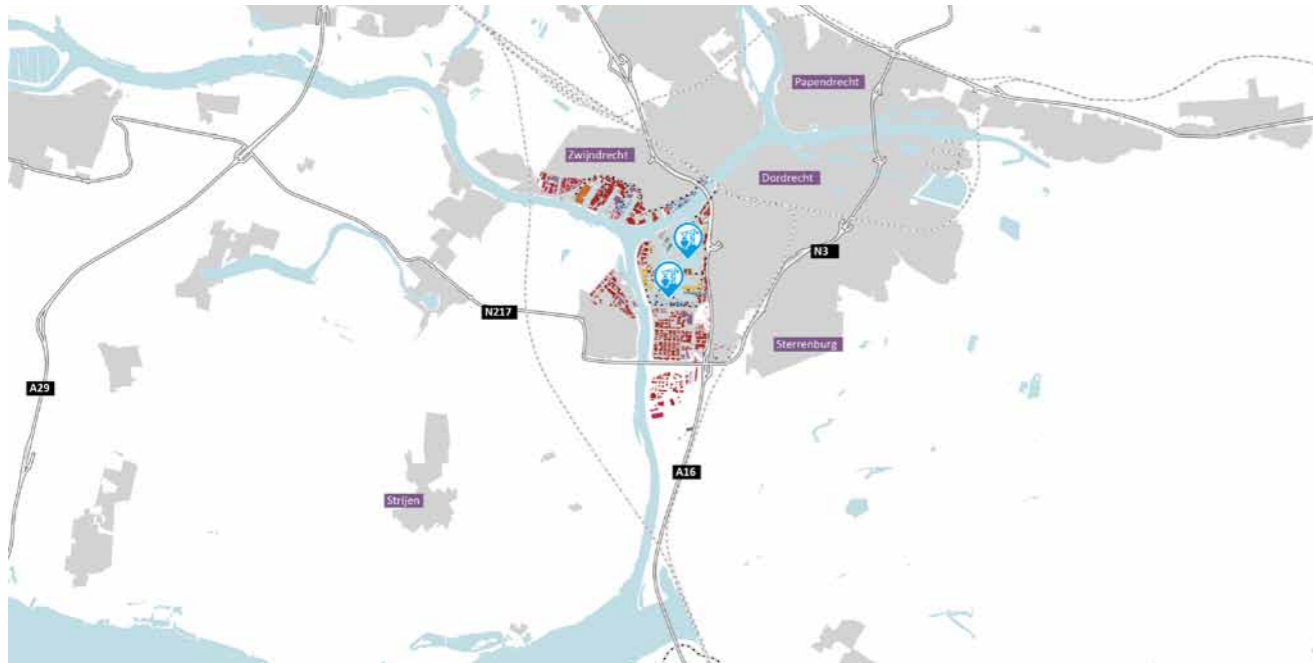 Papendrecht
Zwijndrecht
Dordrecht
N3
N217
Sterrenburg
A29
A16
Strijen